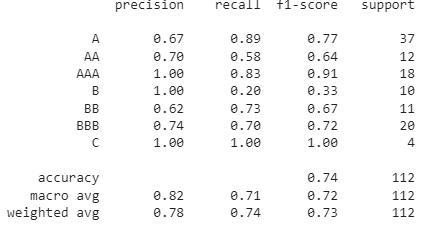 precision recall f1-score support
A 0.67 0.89 0.77 37
AA 0.70 0.58 0.64 12
AAA 1.00 0.83 0.91 18
B 1.00 0.20 0.33 10
BB 0.62 0.73 0.67 11
BBB 0.74 0.70 0.72 20
C 1.00 1.00 1.00 4
accuracy 0.74 112
macro avg 0.82 0.71 0.72 112
weighted avg 0.78 0.74 0.73 112